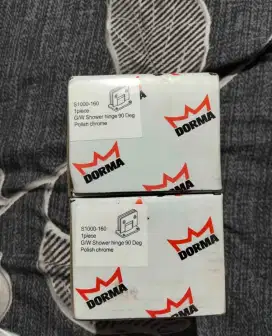 S1000-160
1piece
G/W Shower hinge 90 Deg
Polish chrome
DORMA
DORMA
S1000-160
1piece
G/W Shower hinge 90 Deg
Polish chrome
DORMA
DORMA